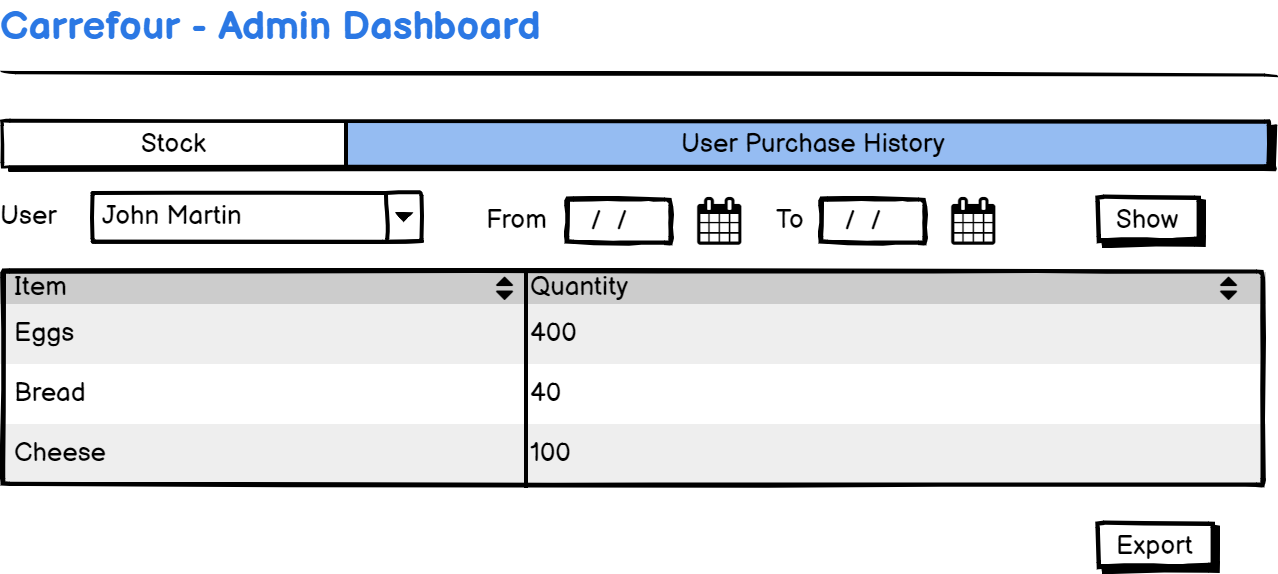 Carrefour - Admin Dashboard
Stock User Purchase History
User John Martin From / / To / / Show
Item Quantity
Eggs 400
Bread 40
Cheese 100
Export